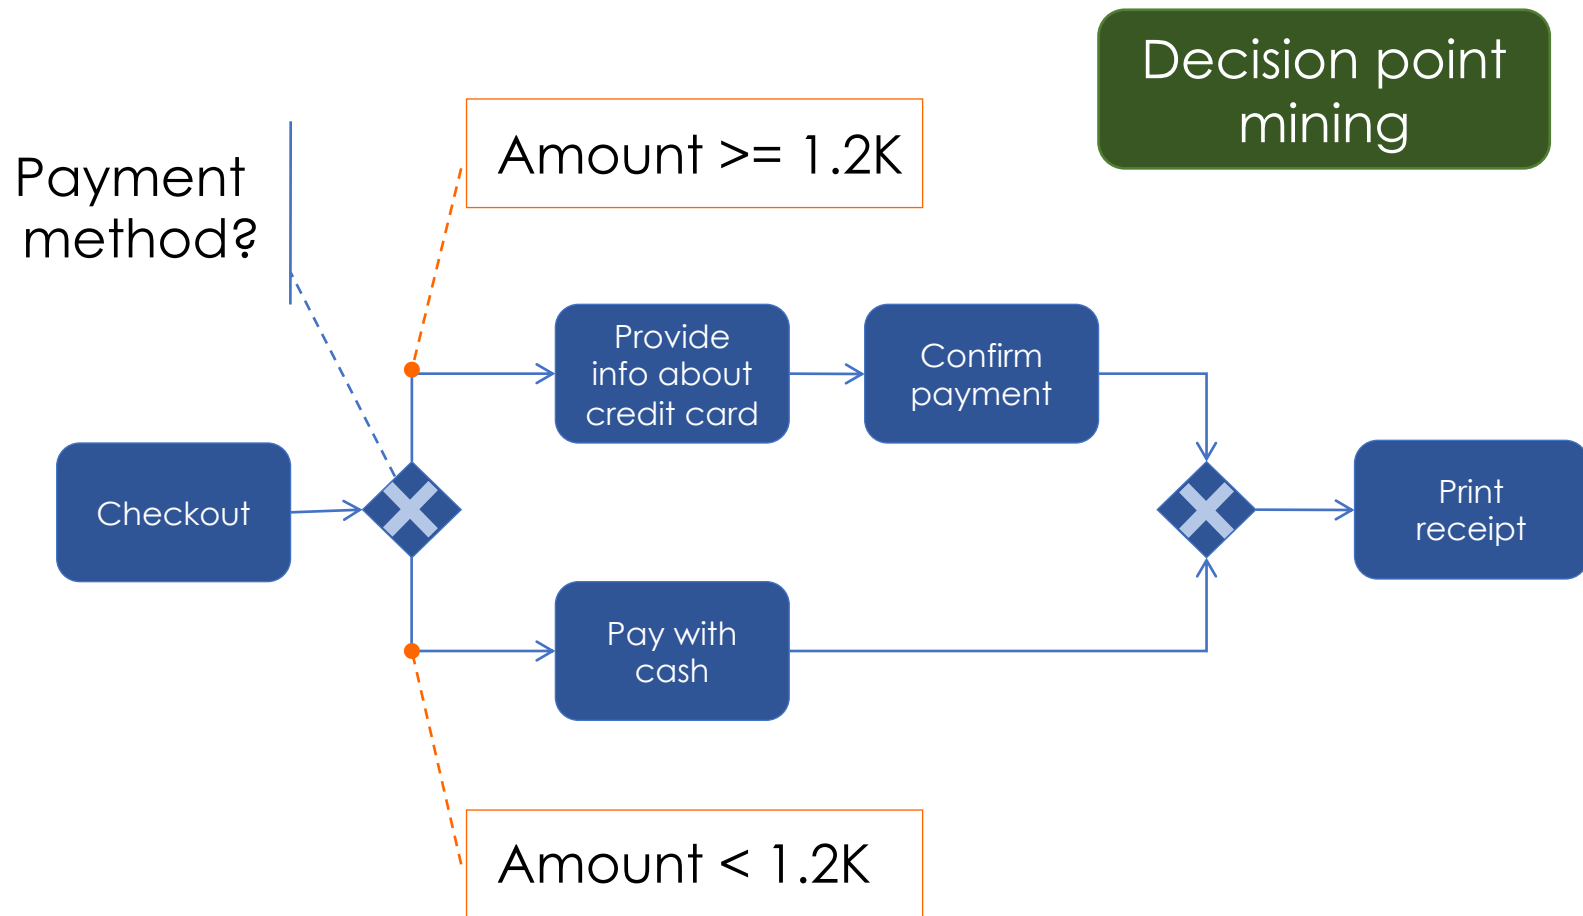 Decision point
mining
Amount >= 1.2K
Payment
method?
Provide
info about
credit card
Confirm
payment
Checkout
Print
receipt
Pay with
cash
Amount < 1.2K